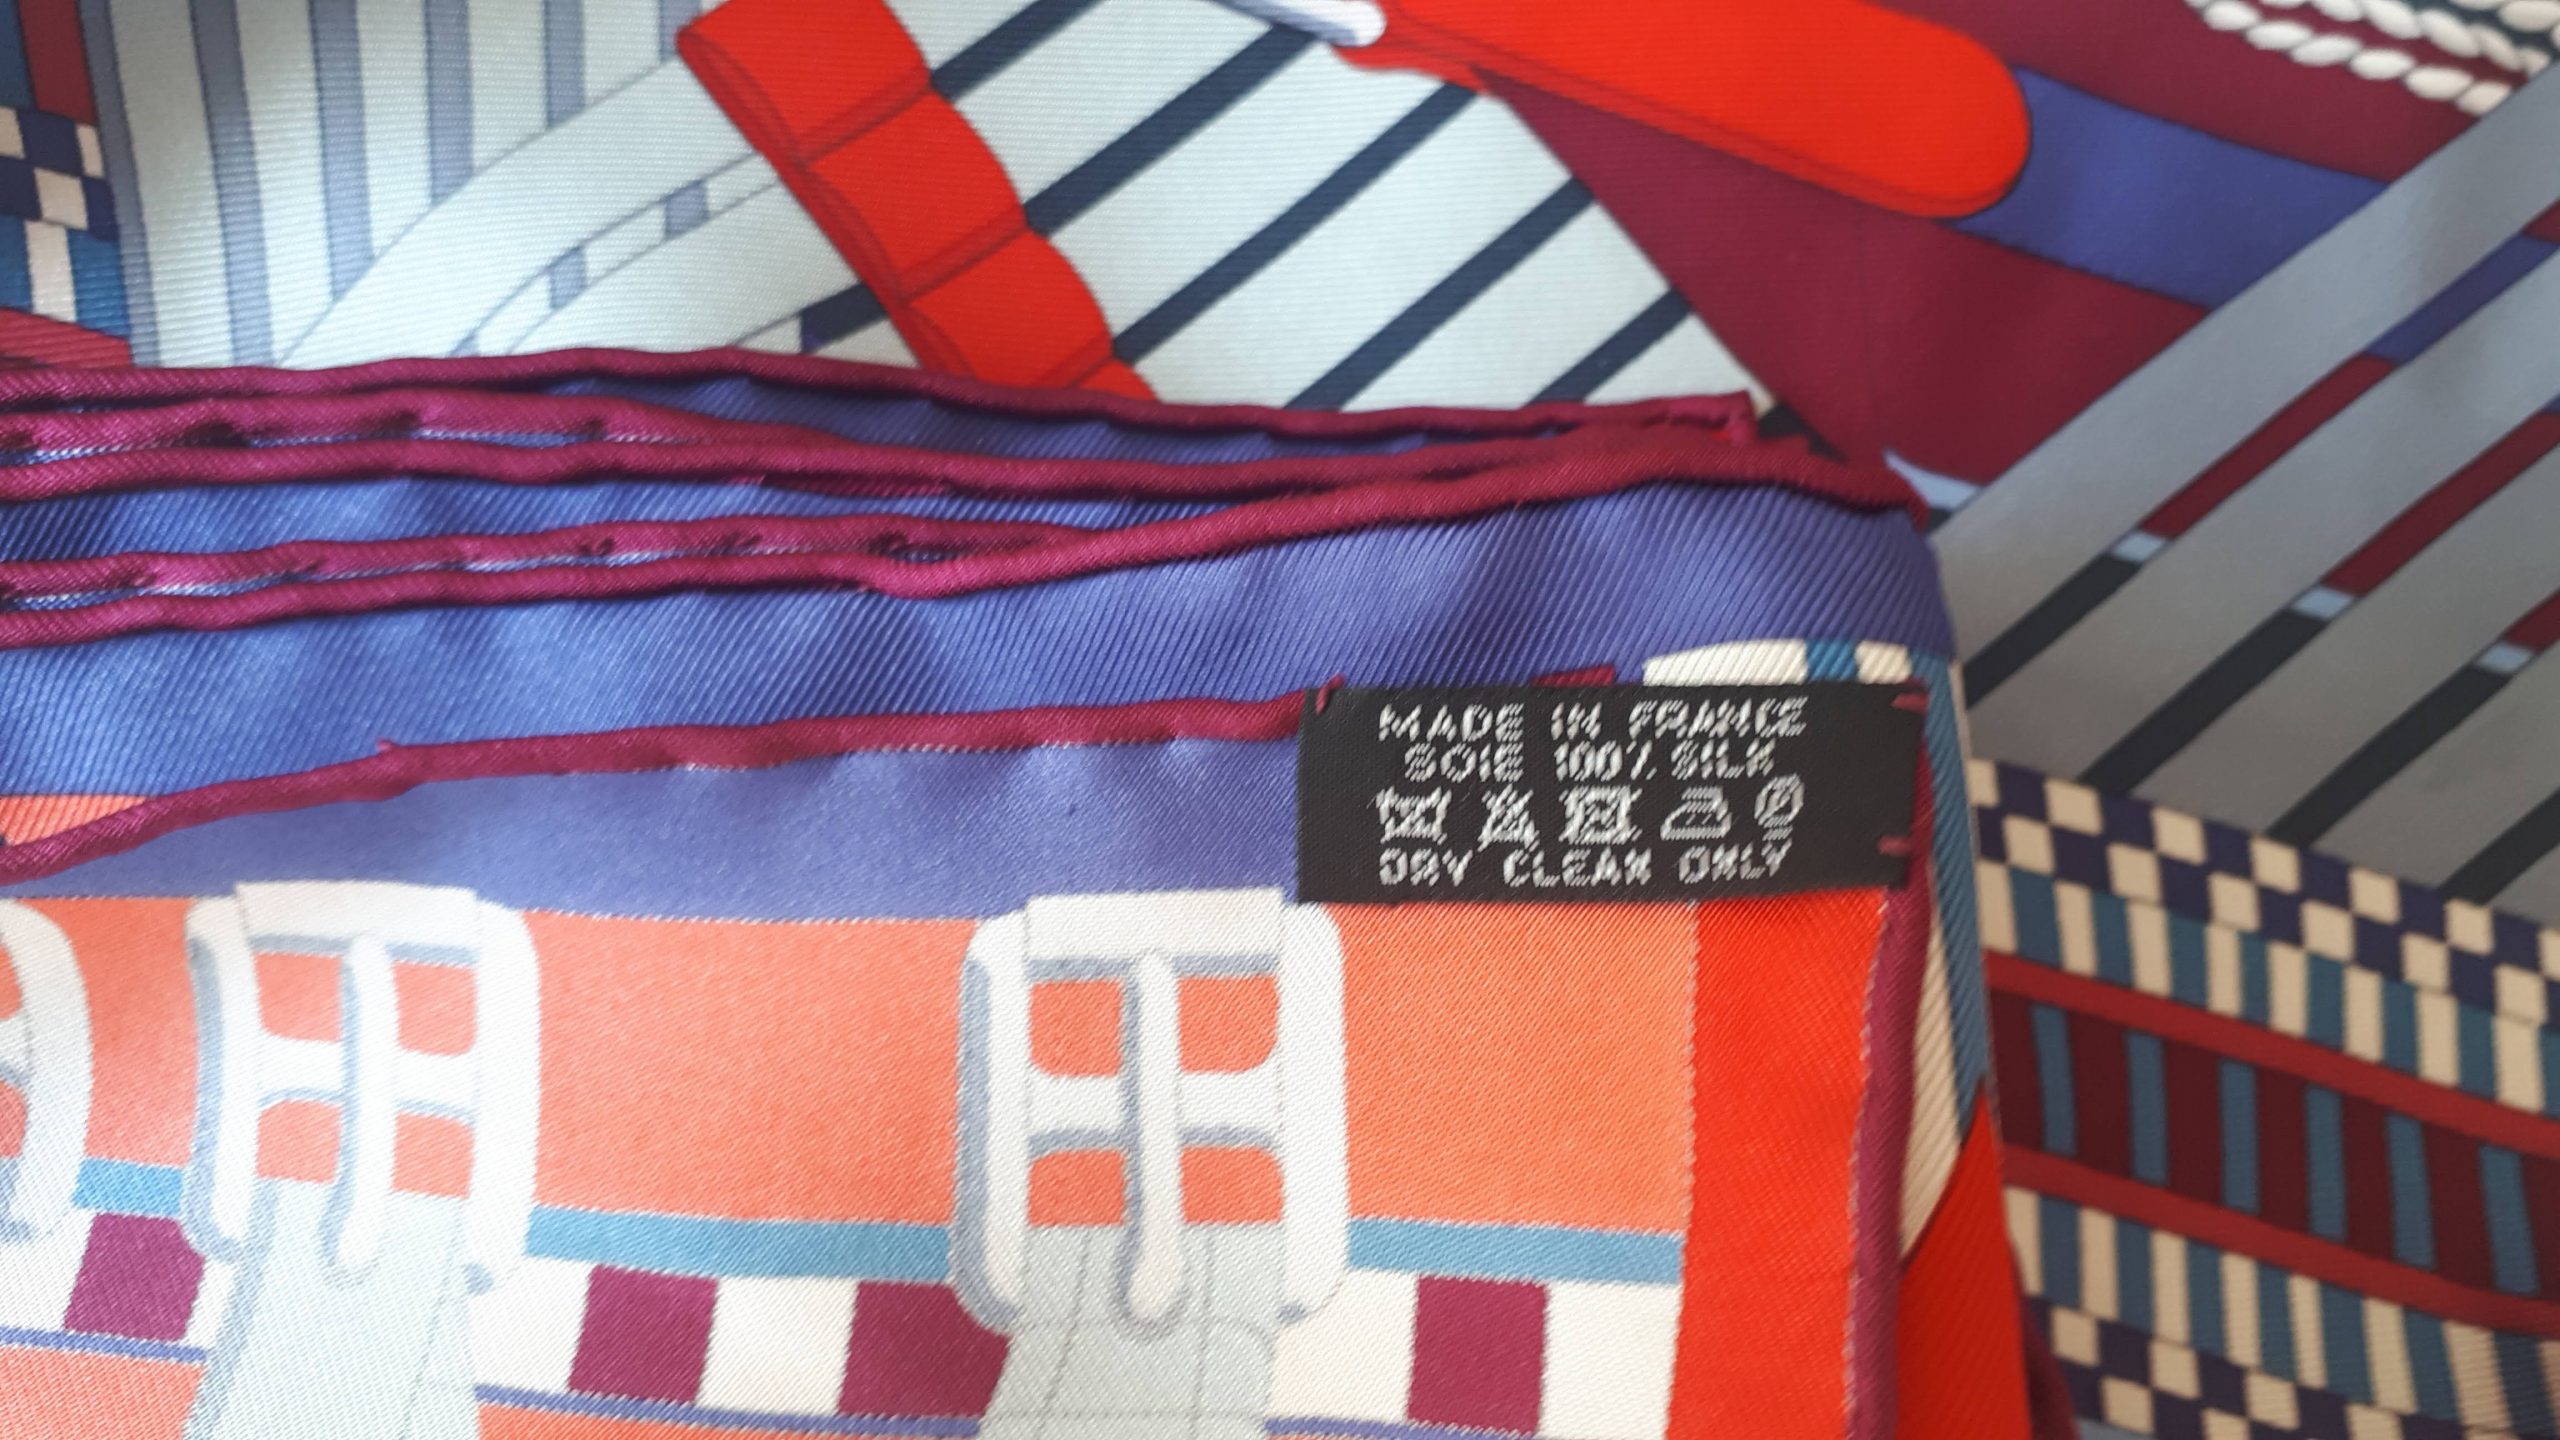 MADE IN FRANCE
SOIE 100% SILK
P
DRY CLEAN ONLY